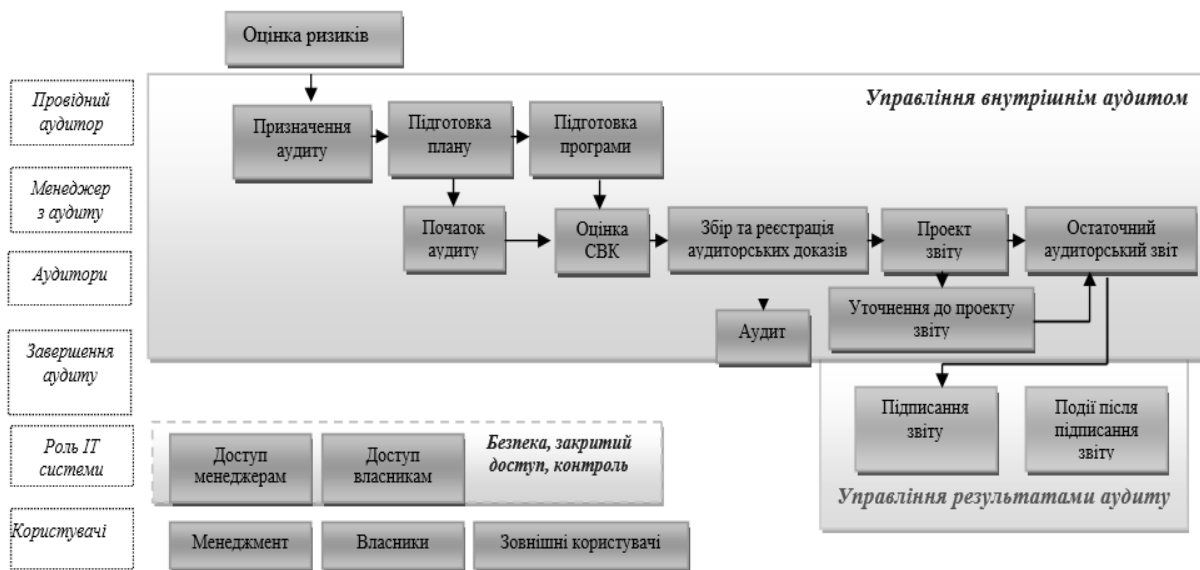 Оцінка ризиків
Провідний
аудитор
Управління внутрішнім аудитом
Призначення
аудиту
Підготовка
плану
Підготовка
програми
Менеджер
з аудиту
Початок
аудиту
Оцінка
СВК
Збір та реєстрація
аудиторських доказів
Проект
звіту
Остаточний
аудиторський звіт
Аудитори
Аудит
Уточнення до проекту
звіту
Завершення
аудиту
Підписання
звіту
Події після
підписання
звіту
Управління результатами аудиту
Роль ІТ
системи
Доступ
менеджерам
Доступ
власникам
Безпека, закритий
доступ, контроль
Користувачі
Менеджмент
Власники
Зовнішні користувачі